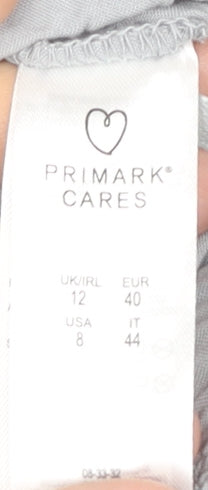 PRIMARK®
CARES
UK/IRL EUR
12 40
USA IT
8 44